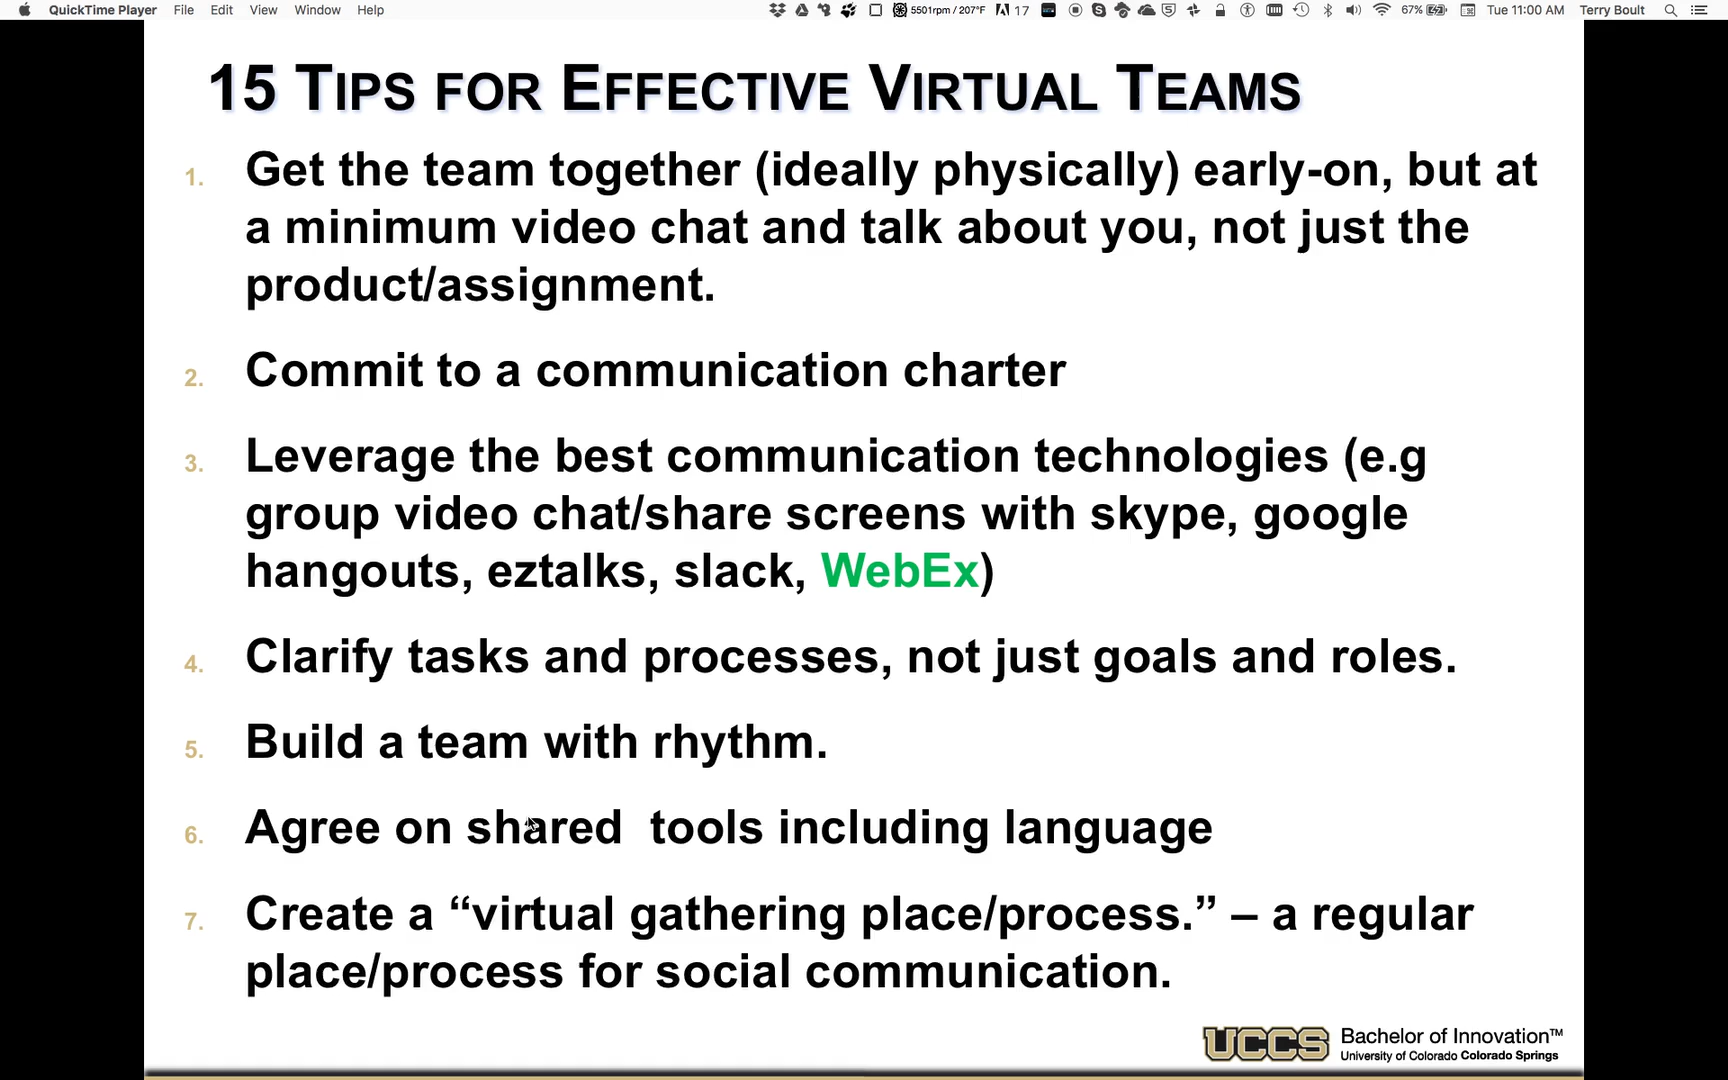 QuickTime Player File Edit View Window Help 5501rpm / 207°F 17 67% Tue 11:00 AM Terry Boult
15 TIPS FOR EFFECTIVE VIRTUAL TEAMS
1. Get the team together (ideally physically) early-on, but at
a minimum video chat and talk about you, not just the
product/assignment.
2. Commit to a communication charter
3. Leverage the best communication technologies (e.g
group video chat/share screens with skype, google
hangouts, eztalks, slack, WebEx)
4. Clarify tasks and processes, not just goals and roles.
5. Build a team with rhythm.
6. Agree on shared  tools including language
7. Create a “virtual gathering place/process.” – a regular
place/process for social communication.
UCCS Bachelor of Innovation™
University of Colorado Colorado Springs